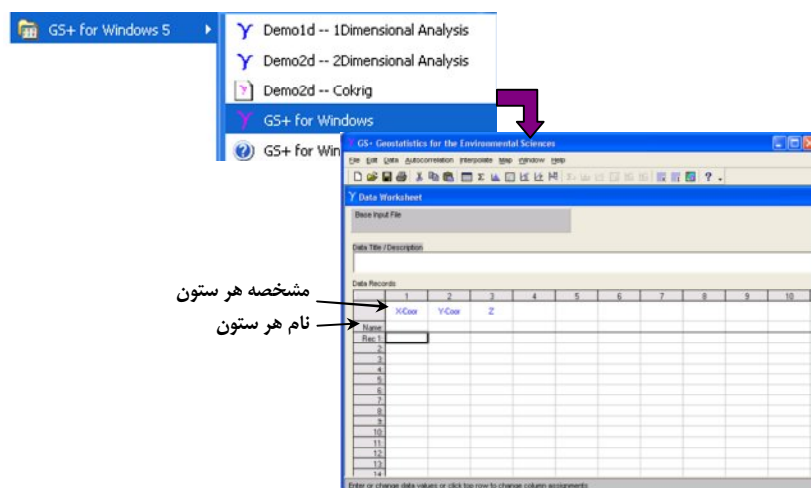 GS+ for Windows 5
Demo1d -- 1Dimensional Analysis
Demo2d -- 2Dimensional Analysis
Demo2d -- Cokrig
GS+ for Windows
GS+ for Win
GS+ Geostatistics for the Environmental Sciences
File Edit Data Autocorrelation Interpolate Map Window Help
Data Worksheet
Base Input File
Data Title / Description
Data Records
1 2 3 4 5 6 7 8 9 10
X-Coor Y-Coor Z
مشخصه هر ستون
نام هر ستون
Name:
Rec 1:
2:
3:
4:
5:
6:
7:
8:
9:
10:
11:
12:
13:
14:
Enter or change data values or click top row to change column assignments